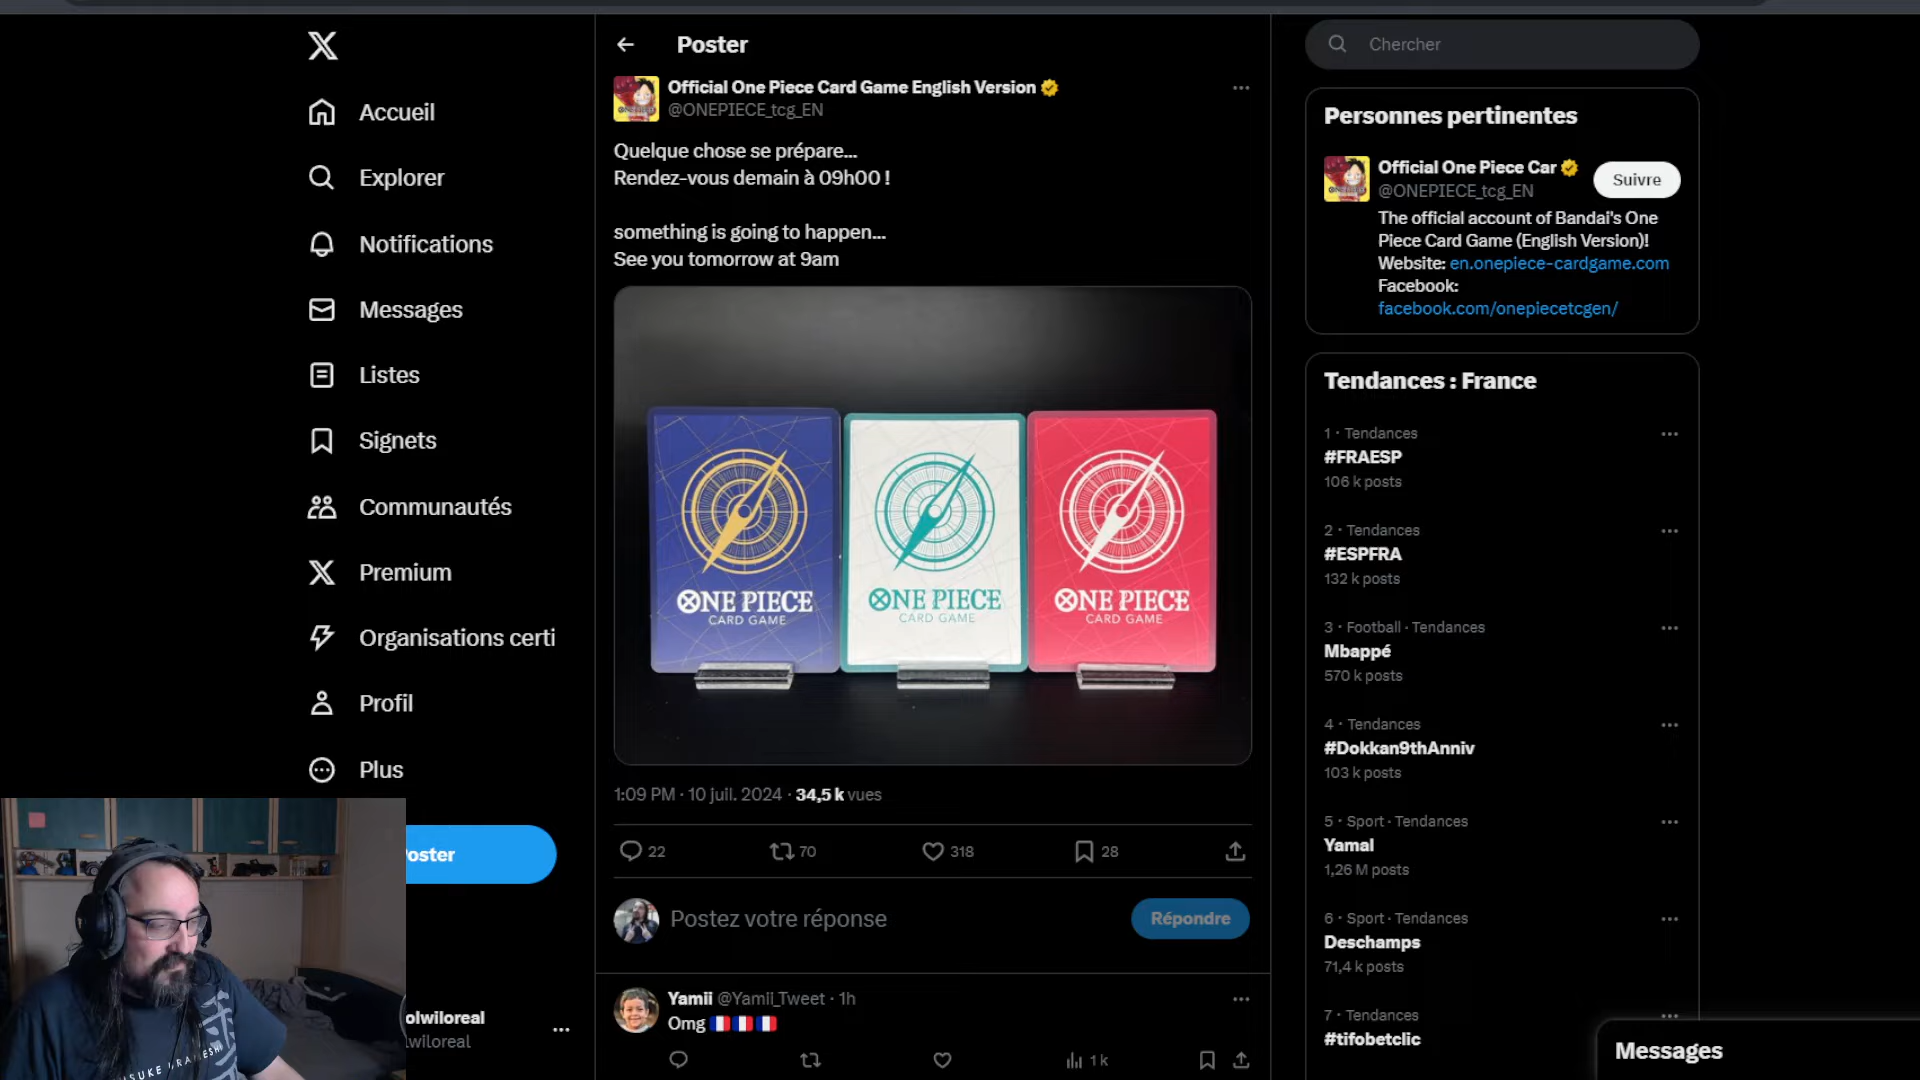 Accueil
Explorer
Notifications
Messages
Listes
Signets
Communautés
Premium
Organisations certi
Profil
Plus
oster
olwiloreal
lwiloreal
Poster
Official One Piece Card Game English Version
@ONEPIECE_tcg_EN
Quelque chose se prépare...
Rendez-vous demain à 09h00 !
something is going to happen...
See you tomorrow at 9am
ONE PIECE
CARD GAME
ONE PIECE
CARD GAME
ONE PIECE
CARD GAME
1:09 PM · 10 juil. 2024 · 34,5 k vues
22
70
318
28
Postez votre réponse
Répondre
Yamii @Yamii_Tweet · 1h
Omg 🇫🇷🇫🇷🇫🇷
1 k
Chercher
Personnes pertinentes
Official One Piece Car
@ONEPIECE_tcg_EN
Suivre
The official account of Bandai's One
Piece Card Game (English Version)!
Website: en.onepiece-cardgame.com
Facebook:
facebook.com/onepiecetcgen/
Tendances : France
1 · Tendances
#FRAESP
106 k posts
2 · Tendances
#ESPFRA
132 k posts
3 · Football · Tendances
Mbappé
570 k posts
4 · Tendances
#Dokkan9thAnniv
103 k posts
5 · Sport · Tendances
Yamal
1,26 M posts
6 · Sport · Tendances
Deschamps
71,4 k posts
7 · Tendances
#tifobetclic
Messages